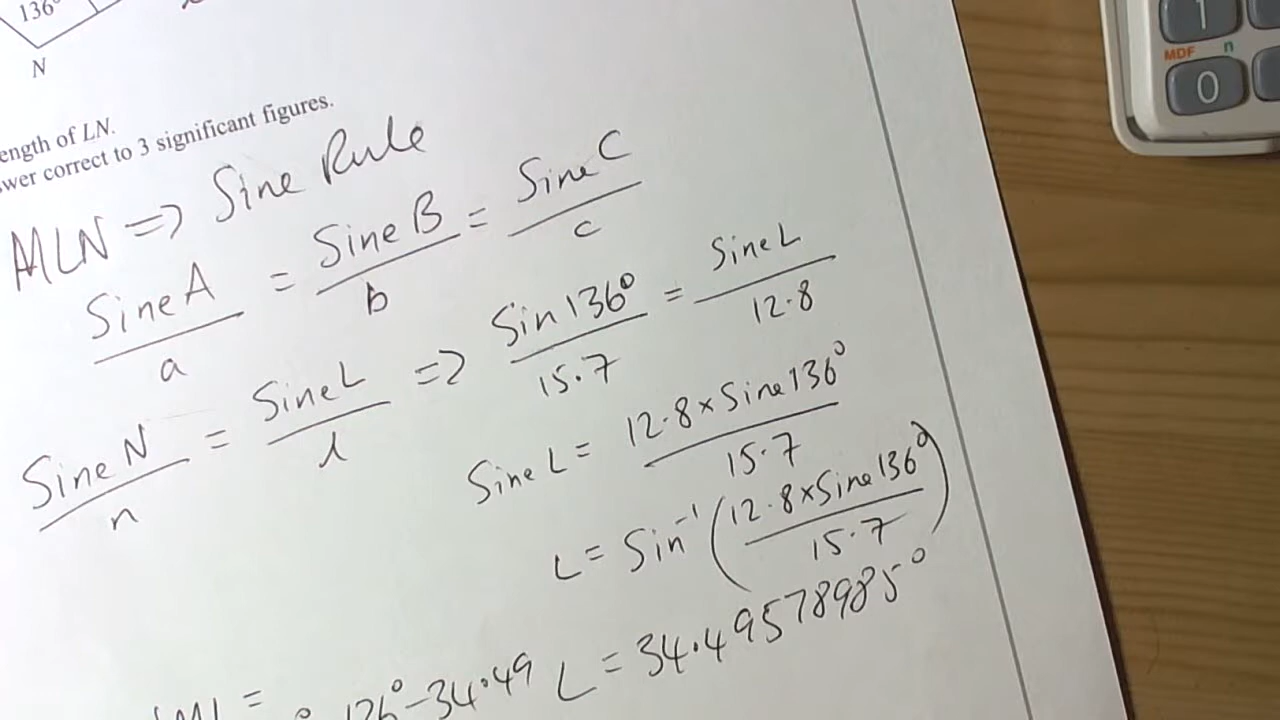 136°
N
1
MDF n
0
ength of LN.
wer correct to 3 significant figures.
MLN => Sine Rule
Sine A / a = Sine B / b = Sine C / c
Sine N / n = Sine L / l => Sin 136° / 15.7 = Sine L / 12.8
Sine L = 12.8 x Sine 136° / 15.7
L = Sin⁻¹ ( 12.8 x Sine 136° / 15.7 )
L = 34.49578985°
=
° 136° - 34.49